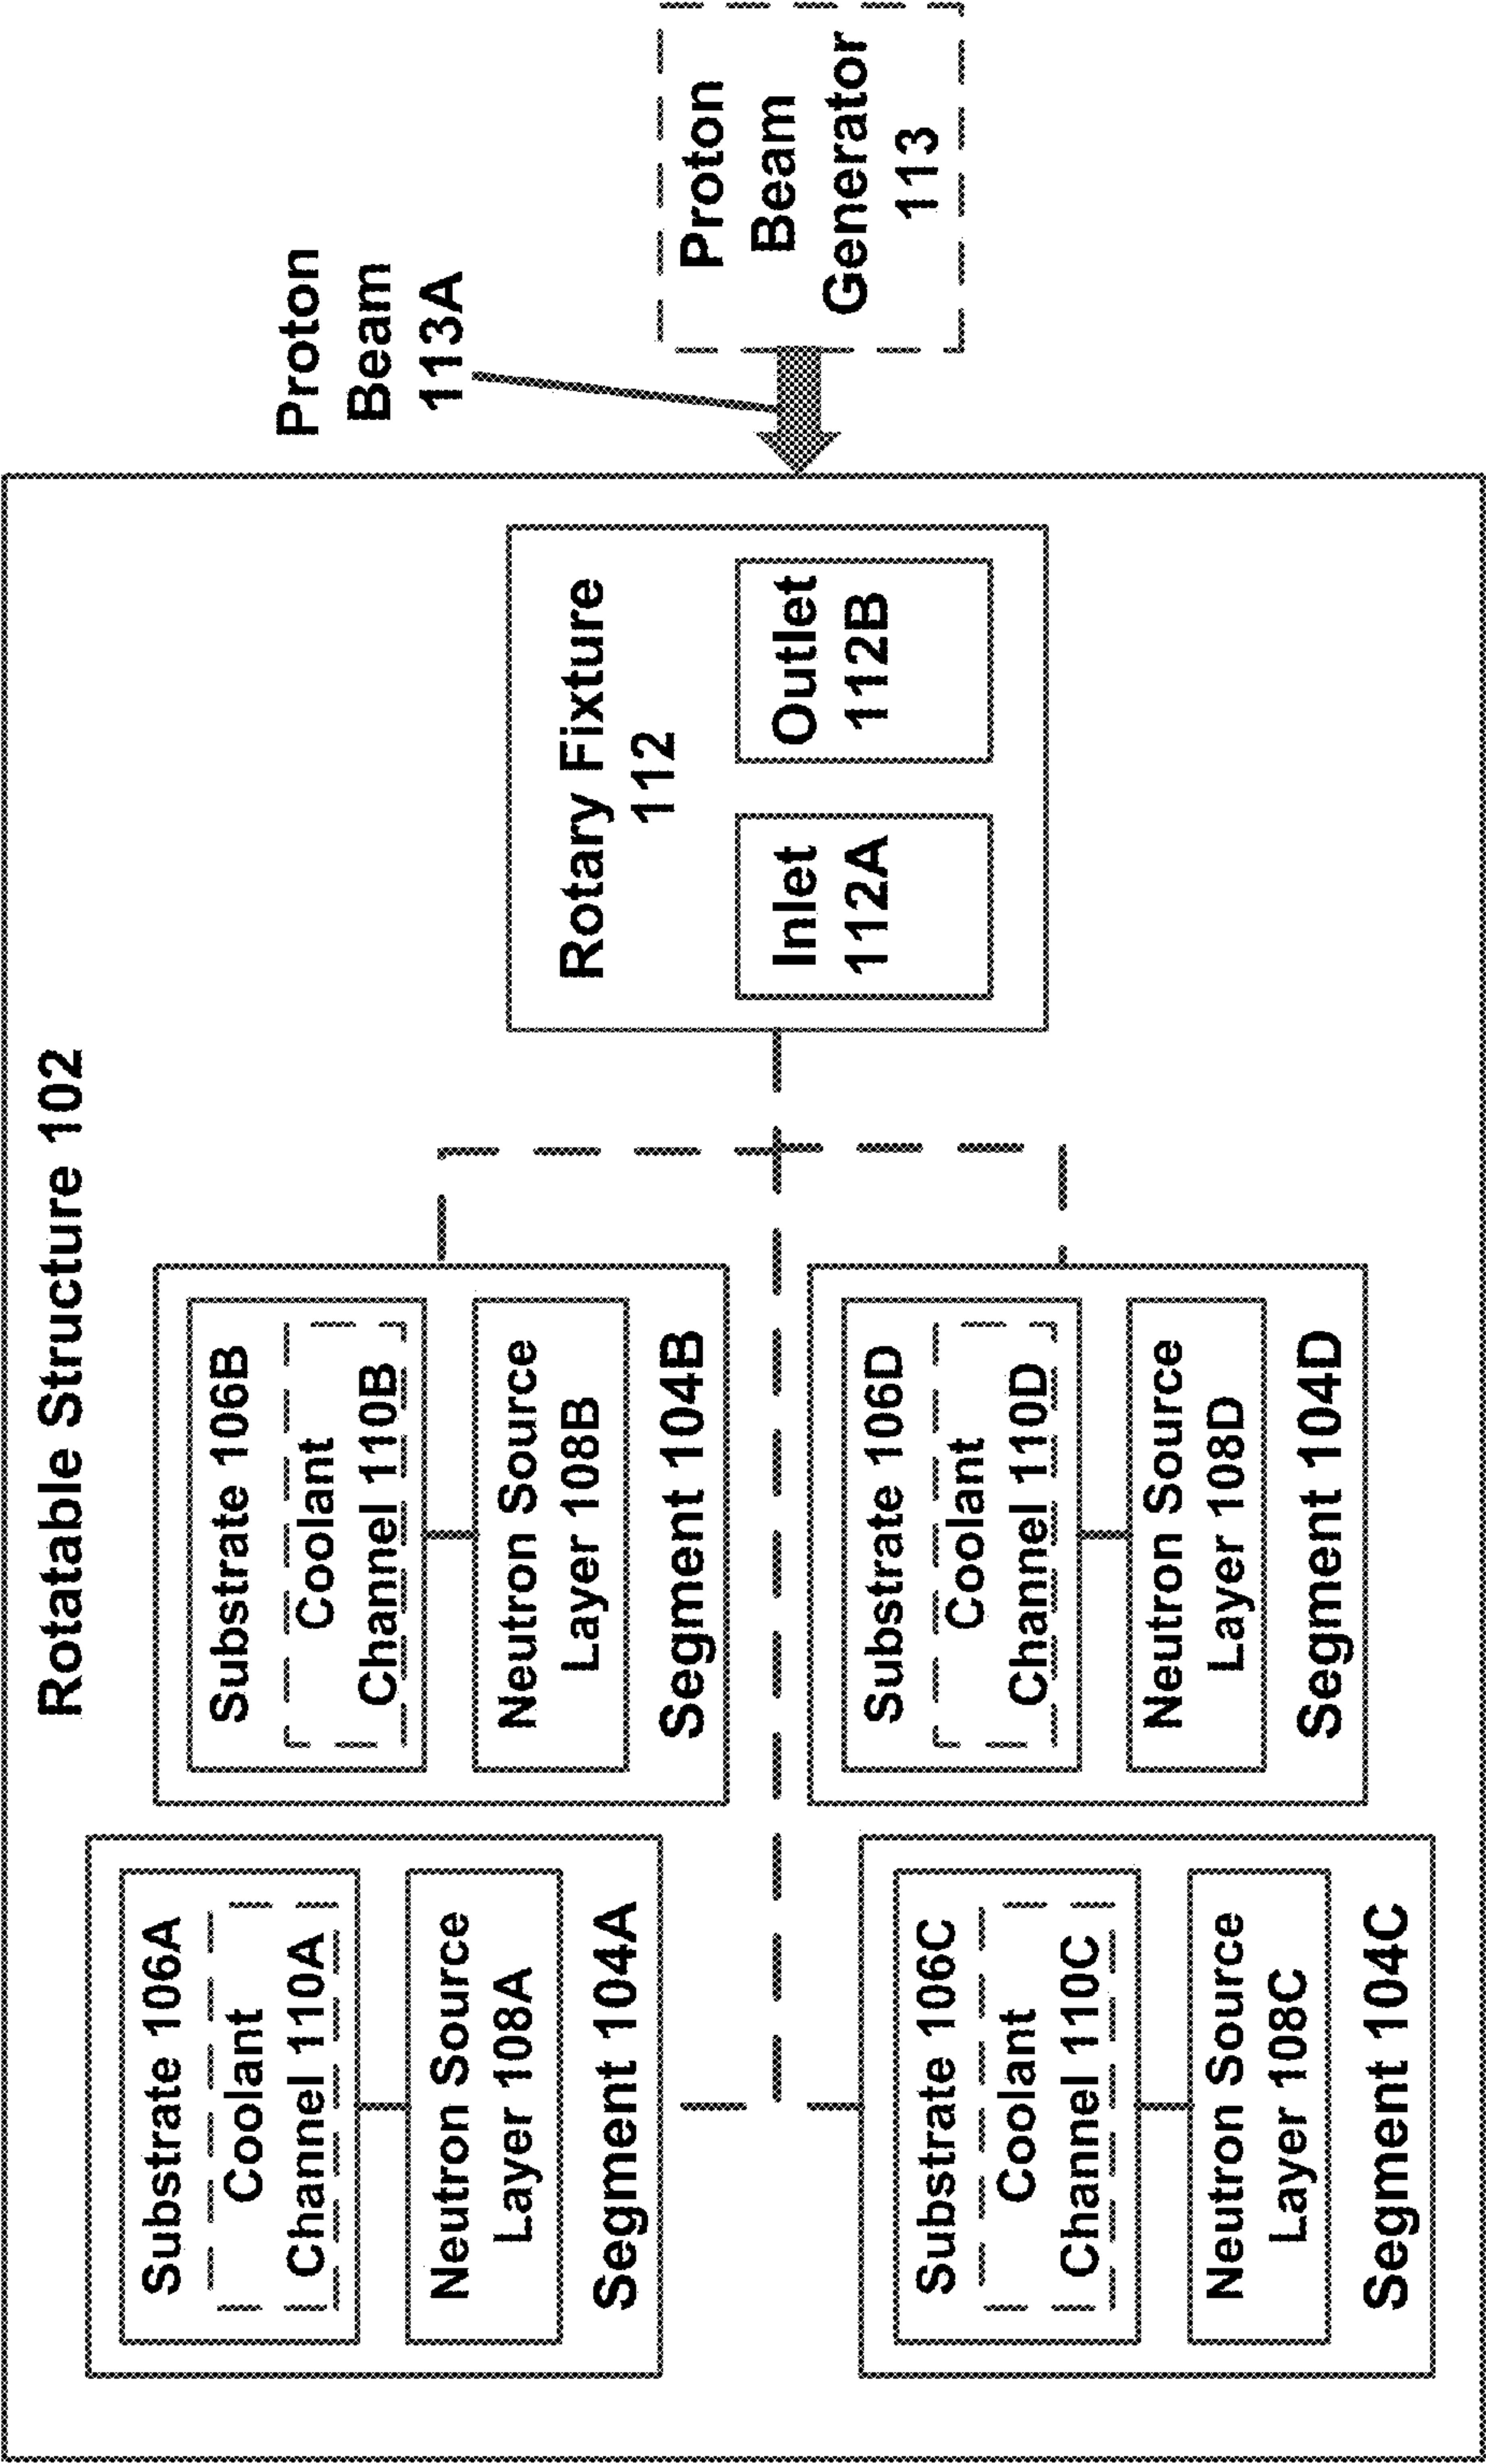 Rotatable Structure 102
Substrate 106A
Coolant
Channel 110A
Neutron Source
Layer 108A
Segment 104A
Substrate 106B
Coolant
Channel 110B
Neutron Source
Layer 108B
Segment 104B
Substrate 106C
Coolant
Channel 110C
Neutron Source
Layer 108C
Segment 104C
Substrate 106D
Coolant
Channel 110D
Neutron Source
Layer 108D
Segment 104D
Rotary Fixture
112
Inlet
112A
Outlet
112B
Proton
Beam
113A
Proton
Beam
Generator
113